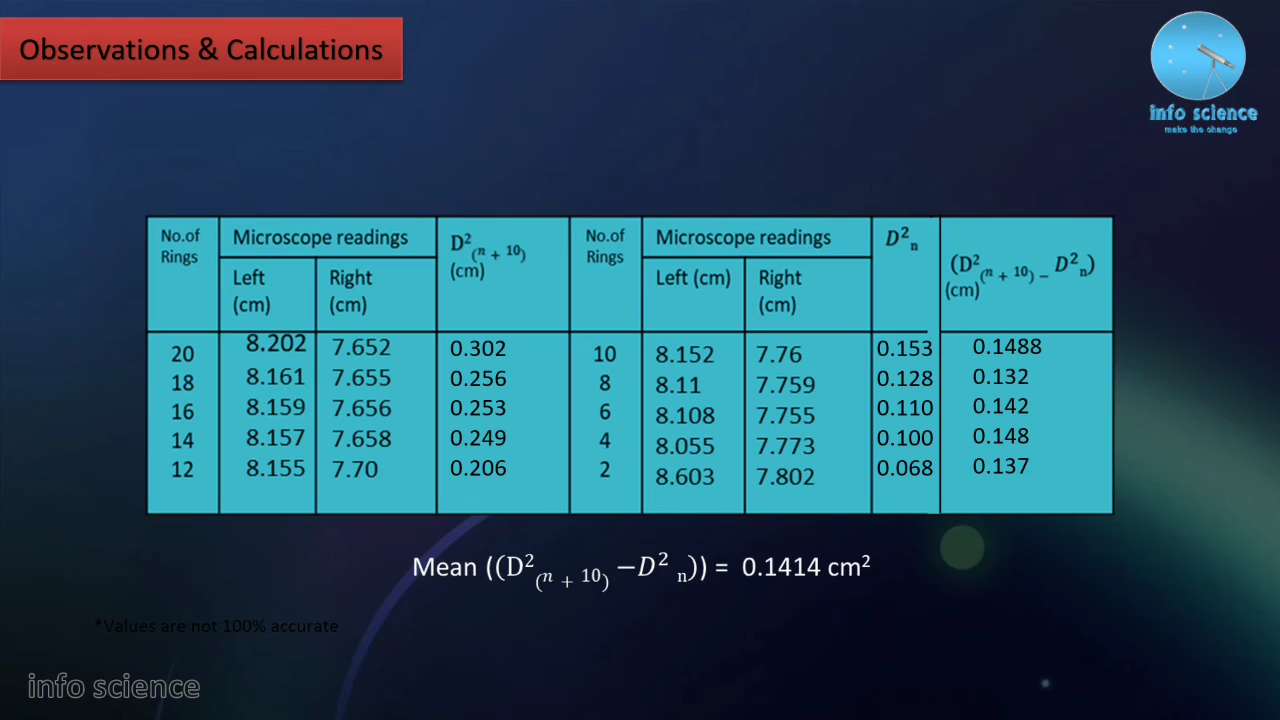 Observations & Calculations
info science
make the change
No.of Rings | Microscope readings | D²(n + 10) (cm) | No.of Rings | Microscope readings | D²n | (D²(n + 10) – D²n) (cm)
Left (cm) | Right (cm) | Left (cm) | Right (cm)
20 | 8.202 | 7.652 | 0.302 | 10 | 8.152 | 7.76 | 0.153 | 0.1488
18 | 8.161 | 7.655 | 0.256 | 8 | 8.11 | 7.759 | 0.128 | 0.132
16 | 8.159 | 7.656 | 0.253 | 6 | 8.108 | 7.755 | 0.110 | 0.142
14 | 8.157 | 7.658 | 0.249 | 4 | 8.055 | 7.773 | 0.100 | 0.148
12 | 8.155 | 7.70 | 0.206 | 2 | 8.603 | 7.802 | 0.068 | 0.137
Mean ((D²(n + 10) –D² n)) = 0.1414 cm²
*Values are not 100% accurate
info science